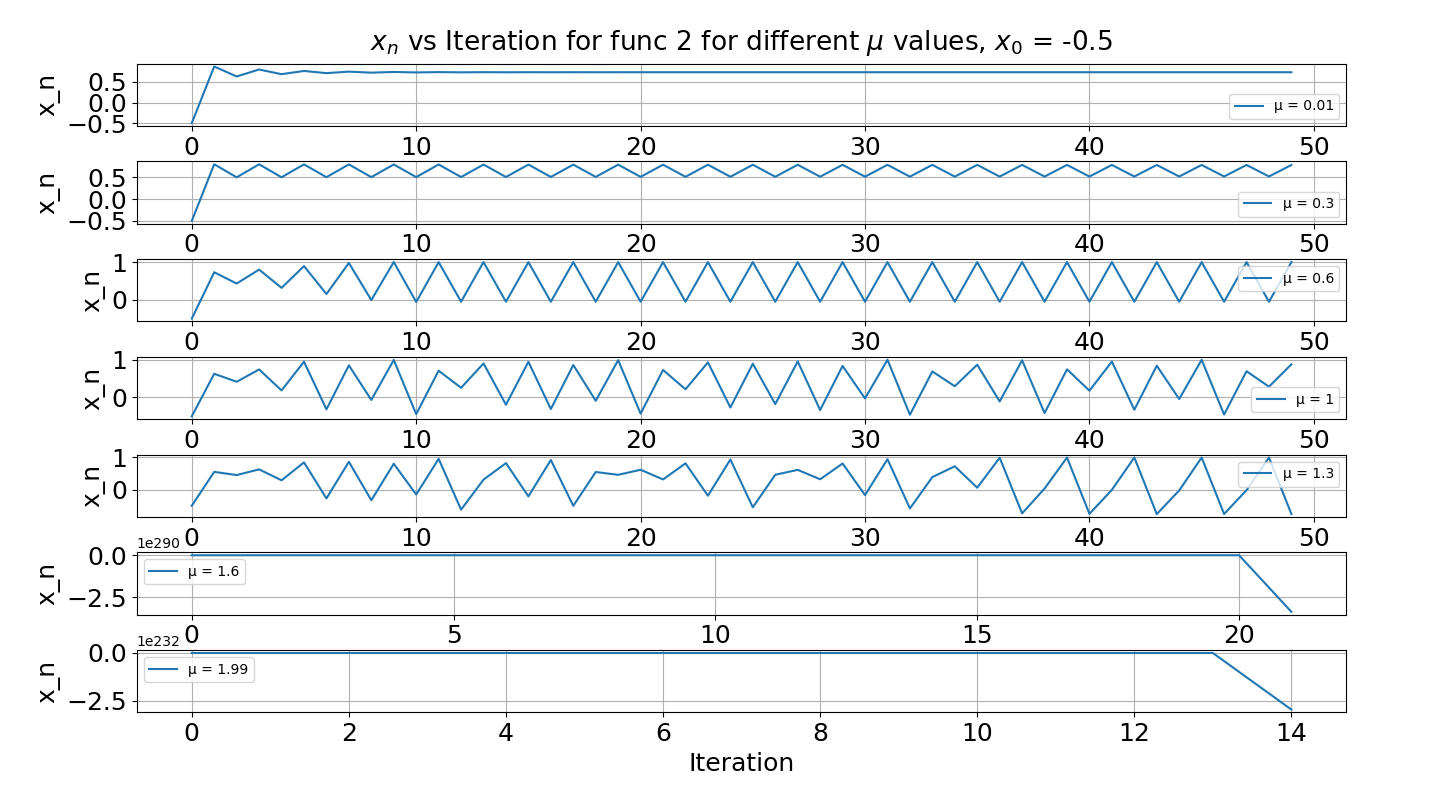 xₙ vs Iteration for func 2 for different μ values, x₀ = -0.5
x_n
0.5
0.0
−0.5
μ = 0.01
0 10 20 30 40 50
x_n
0.5
0.0
−0.5
μ = 0.3
0 10 20 30 40 50
x_n
1
0
μ = 0.6
0 10 20 30 40 50
x_n
1
0
μ = 1
0 10 20 30 40 50
x_n
1
0
μ = 1.3
0 10 20 30 40 50
1e290
x_n
0.0
−2.5
μ = 1.6
0 5 10 15 20
1e232
x_n
0.0
−2.5
μ = 1.99
0 2 4 6 8 10 12 14
Iteration